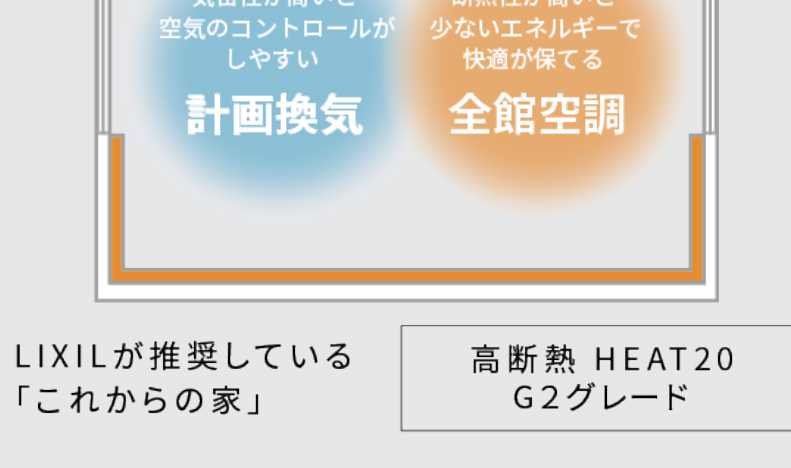 空気のコントロールが
しやすい
計画換気
少ないエネルギーで
快適が保てる
全館空調
LIXILが推奨している
「これからの家」
高断熱 HEAT20
G2グレード